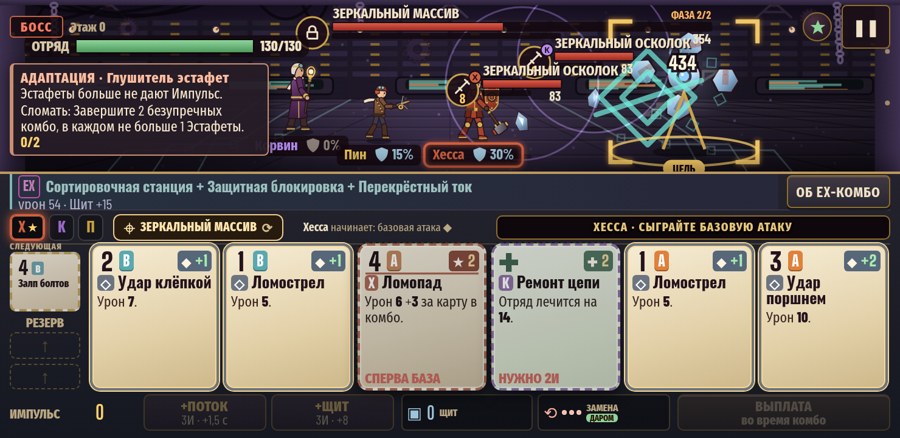 БОСС Этаж 0
ЗЕРКАЛЬНЫЙ МАССИВ
ФАЗА 2/2
ОТРЯД 130/130
ЗЕРКАЛЬНЫЙ ОСКОЛОК
434
ЗЕРКАЛЬНЫЙ ОСКОЛОК 83
83
8
АДАПТАЦИЯ · Глушитель эстафет
Эстафеты больше не дают Импульс.
Сломать: Завершите 2 безупречных
комбо, в каждом не больше 1 Эстафеты.
0/2
0%
Пин 15%
Хесса 30%
ЦЕЛЬ
EX Сортировочная станция + Защитная блокировка + Перекрёстный ток
урон 54 · Щит +15
ОБ EX-КОМБО
Х★ К П
ЗЕРКАЛЬНЫЙ МАССИВ
Хесса начинает: базовая атака
ХЕССА · СЫГРАЙТЕ БАЗОВУЮ АТАКУ
СЛЕДУЮЩАЯ
4 В
Залп болтов
РЕЗЕРВ
↑
↑
2 В +1
Удар клёпкой
Урон 7.
1 В +1
Ломострел
Урон 5.
4 А ★ 2
Х Ломопад
Урон 6 +3 за карту в
комбо.
СПЕРВА БАЗА
+ + 2
К Ремонт цепи
Отряд лечится на
14.
НУЖНО 2И
1 А +1
Ломострел
Урон 5.
3 А +2
Удар
поршнем
Урон 10.
ИМПУЛЬС 0
+ПОТОК
3И · +1,5 с
+ЩИТ
3И · +8
0 ЩИТ
ЗАМЕНА
ДАРОМ
ВЫПЛАТА
во время комбо